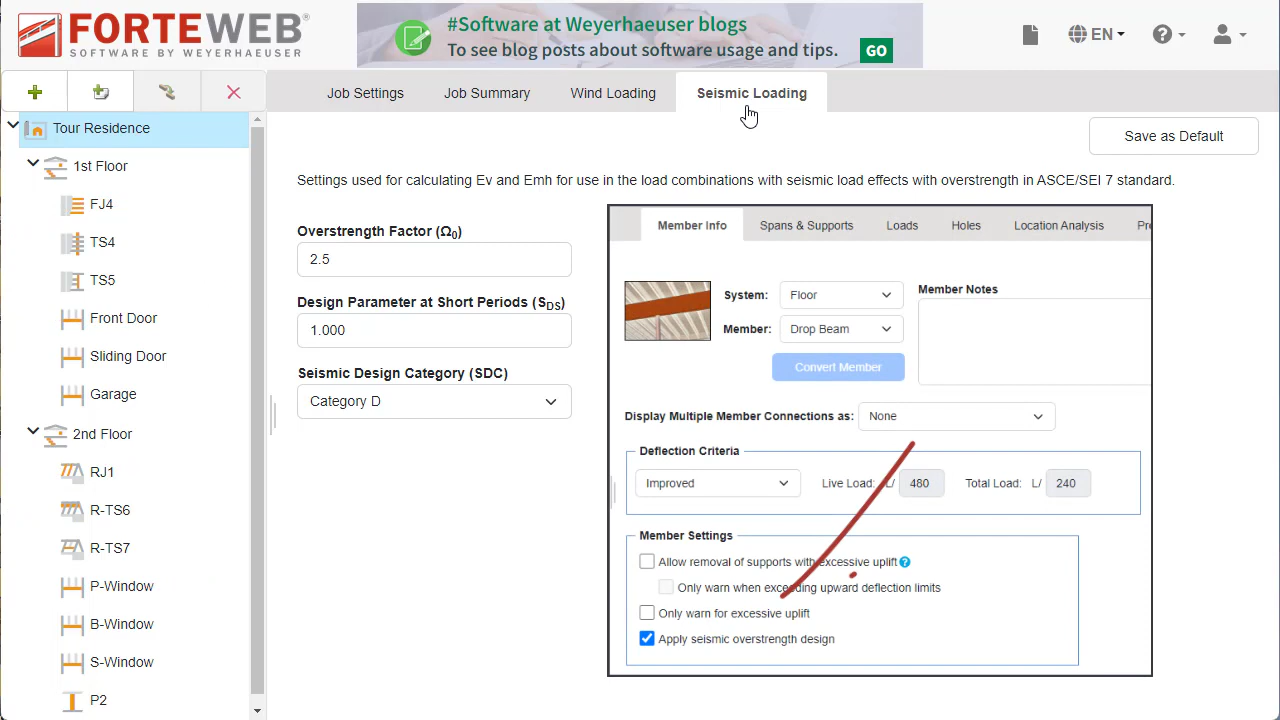 FORTEWEB®
SOFTWARE BY WEYERHAEUSER
#Software at Weyerhaeuser blogs
To see blog posts about software usage and tips.
GO
EN
Job Settings
Job Summary
Wind Loading
Seismic Loading
Save as Default
Tour Residence
1st Floor
FJ4
TS4
TS5
Front Door
Sliding Door
Garage
2nd Floor
RJ1
R-TS6
R-TS7
P-Window
B-Window
S-Window
P2
Settings used for calculating Ev and Emh for use in the load combinations with seismic load effects with overstrength in ASCE/SEI 7 standard.
Overstrength Factor (Ω0)
2.5
Design Parameter at Short Periods (SDS)
1.000
Seismic Design Category (SDC)
Category D
Member Info
Spans & Supports
Loads
Holes
Location Analysis
Pr
System:
Floor
Member:
Drop Beam
Convert Member
Member Notes
Display Multiple Member Connections as:
None
Deflection Criteria
Improved
Live Load: L/ 480
Total Load: L/ 240
Member Settings
Allow removal of supports with excessive uplift ?
Only warn when exceeding upward deflection limits
Only warn for excessive uplift
Apply seismic overstrength design